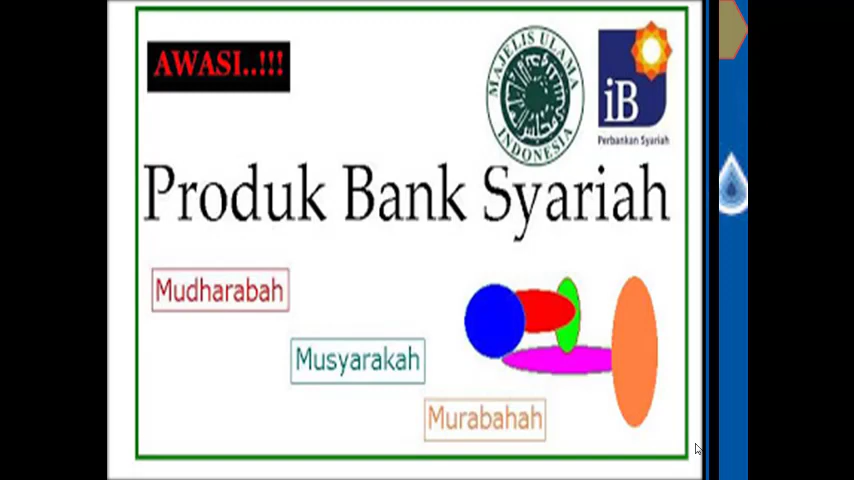 AWASI..!!!
MAJELIS ULAMA
INDONESIA
iB
Perbankan Syariah
Produk Bank Syariah
Mudharabah
Musyarakah
Murabahah